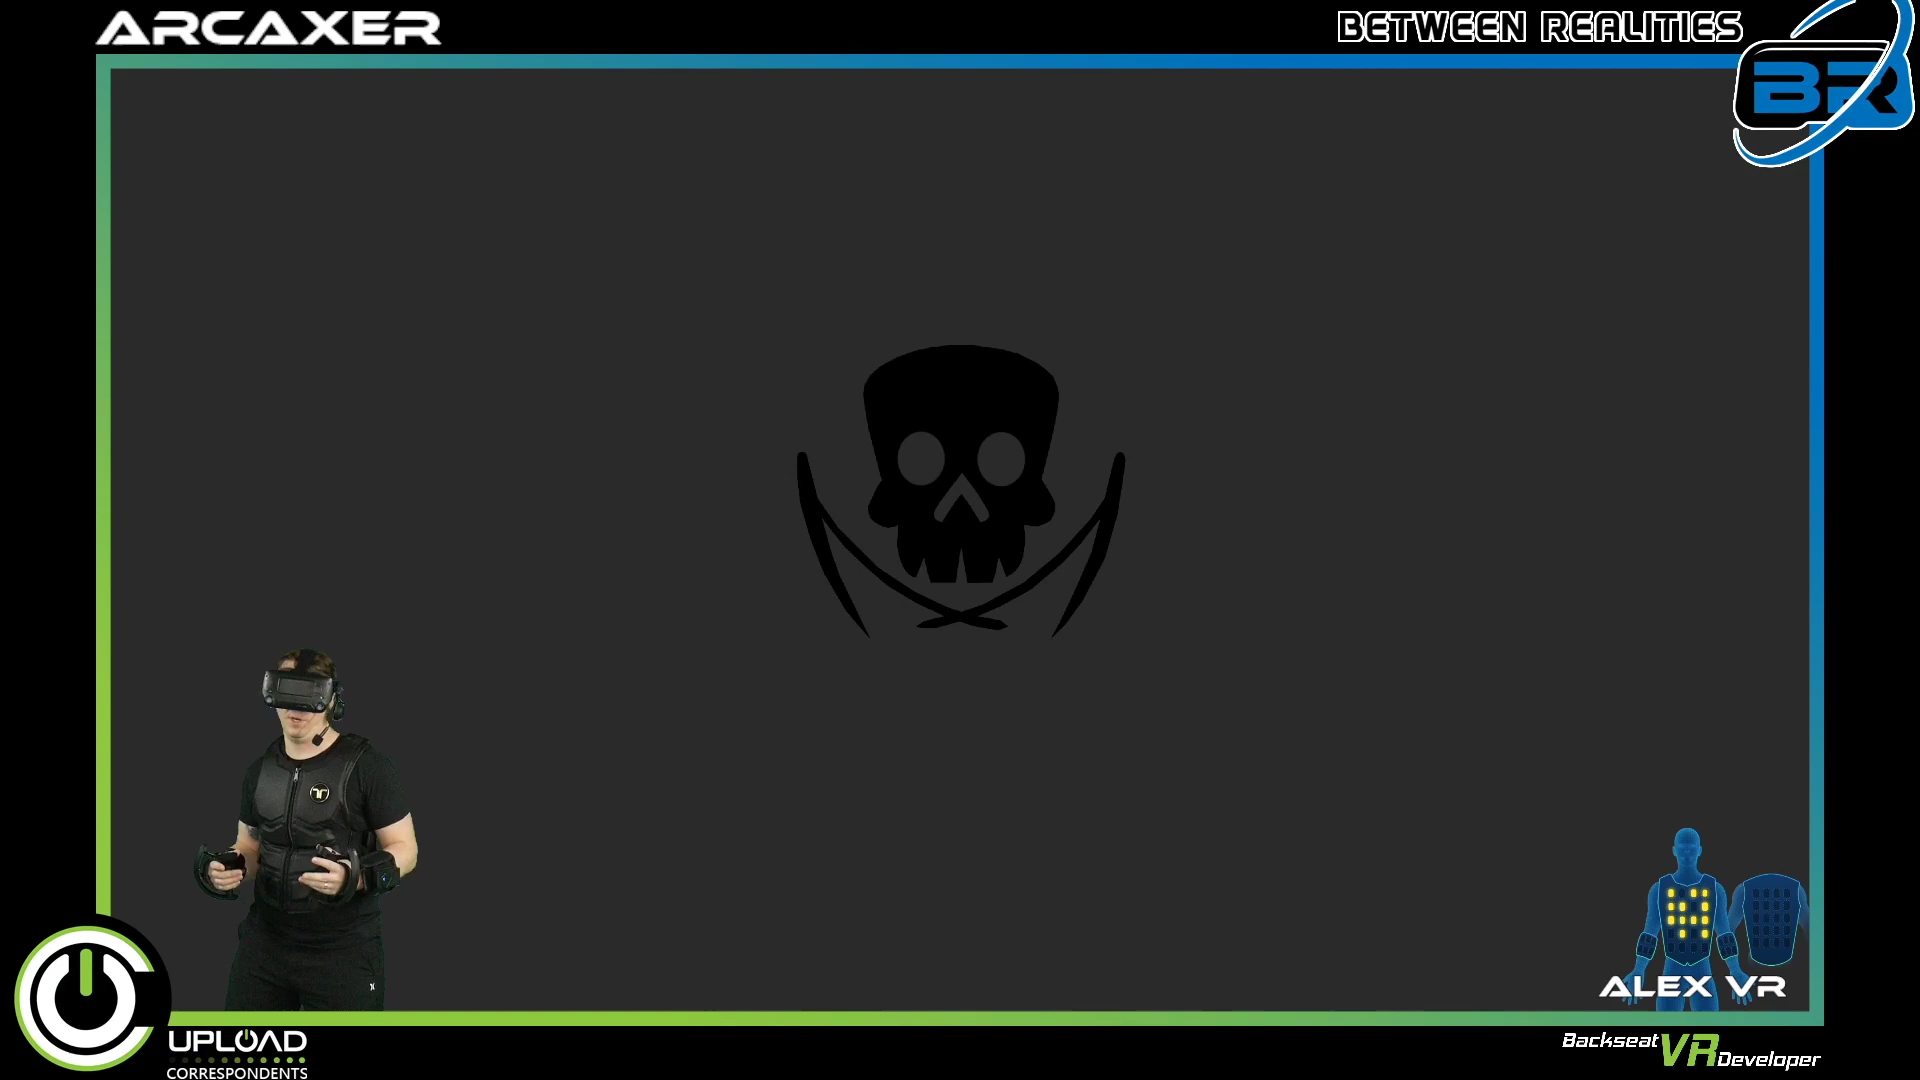 ARCAXER
BETWEEN REALITIES
BR
ALEX VR
UPLOAD
CORRESPONDENTS
Backseat VR Developer